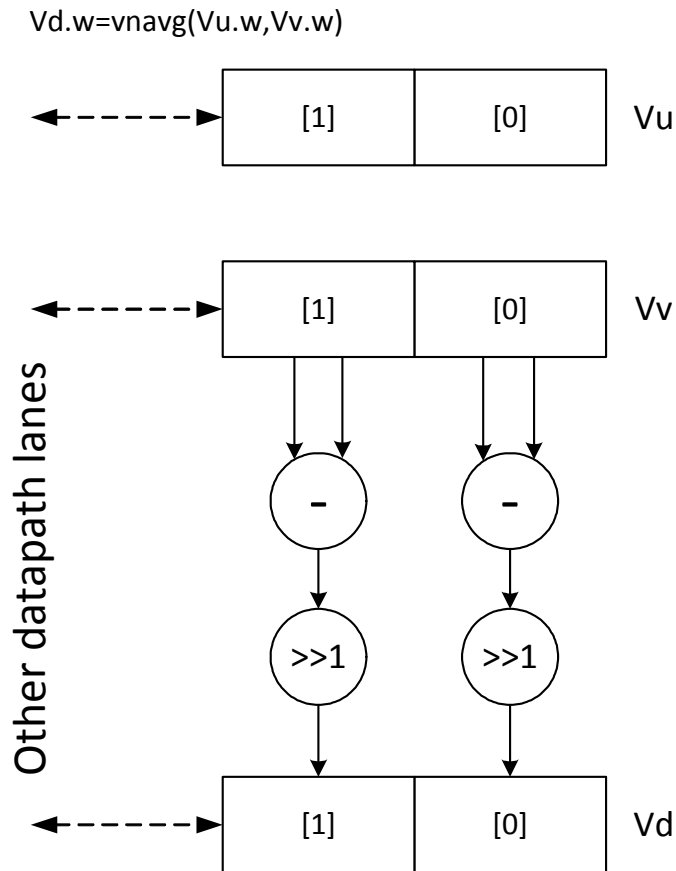 Vd.w=vnavg(Vu.w,Vv.w)
[1] [0] Vu
[1] [0] Vv
Other datapath lanes
- -
>>1 >>1
[1] [0] Vd